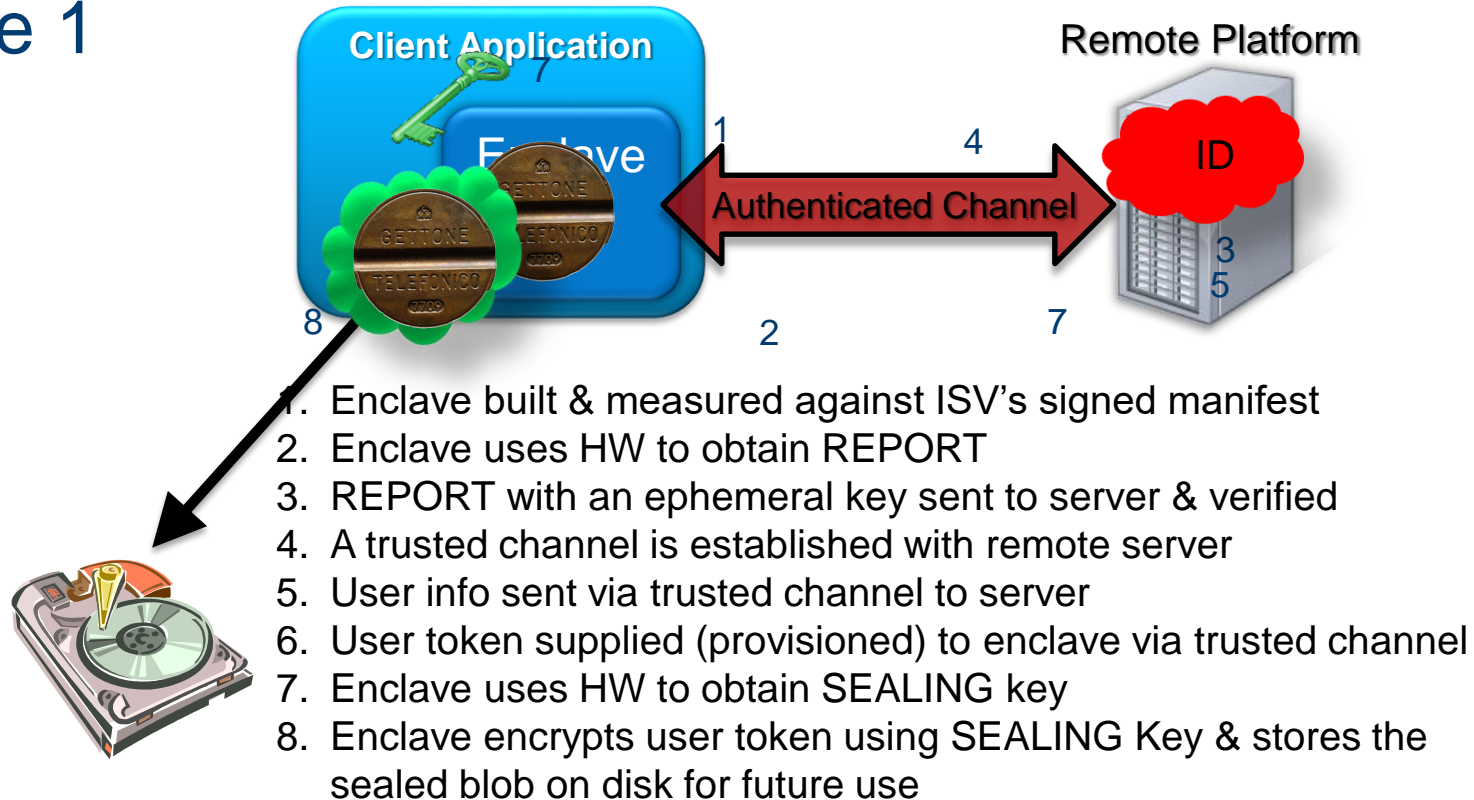 e 1
Client Application
Remote Platform
7
Enclave
1
4
ID
GETTONE
Authenticated Channel
GETTONE
TELEFONICO
7709
3
TELEFONICO
5
7709
8
2
7
1. Enclave built & measured against ISV’s signed manifest
2. Enclave uses HW to obtain REPORT
3. REPORT with an ephemeral key sent to server & verified
4. A trusted channel is established with remote server
5. User info sent via trusted channel to server
6. User token supplied (provisioned) to enclave via trusted channel
7. Enclave uses HW to obtain SEALING key
8. Enclave encrypts user token using SEALING Key & stores the
sealed blob on disk for future use